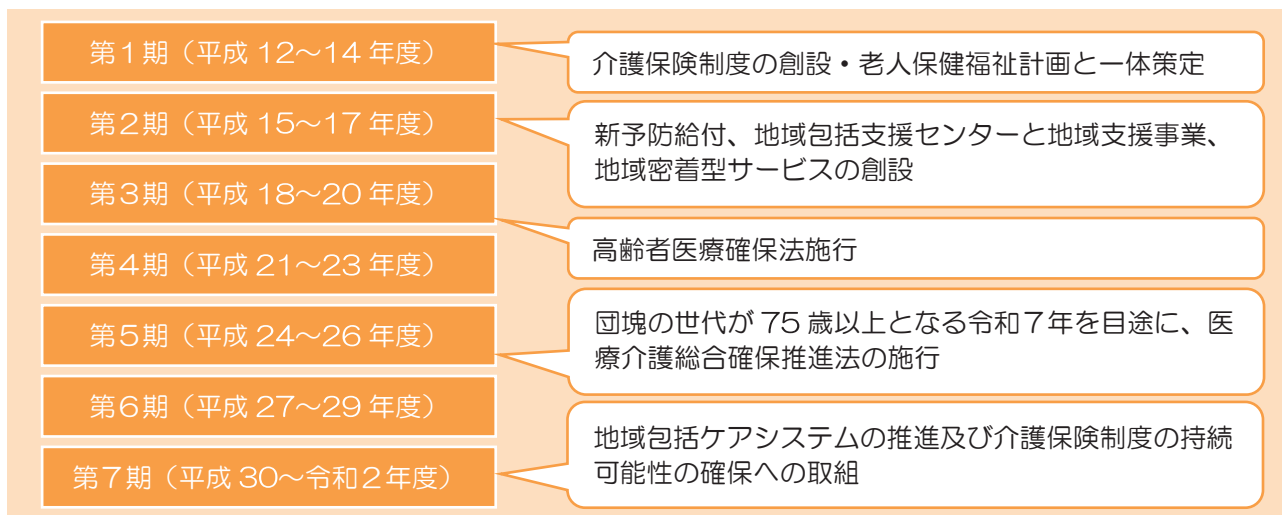 第1期（平成 12～14 年度）
介護保険制度の創設・老人保健福祉計画と一体策定
第2期（平成 15～17 年度）
新予防給付、地域包括支援センターと地域支援事業、
地域密着型サービスの創設
第3期（平成 18～20 年度）
高齢者医療確保法施行
第4期（平成 21～23 年度）
第5期（平成 24～26 年度）
団塊の世代が 75 歳以上となる令和7年を目途に、医
療介護総合確保推進法の施行
第6期（平成 27～29 年度）
第7期（平成 30～令和2年度）
地域包括ケアシステムの推進及び介護保険制度の持続
可能性の確保への取組